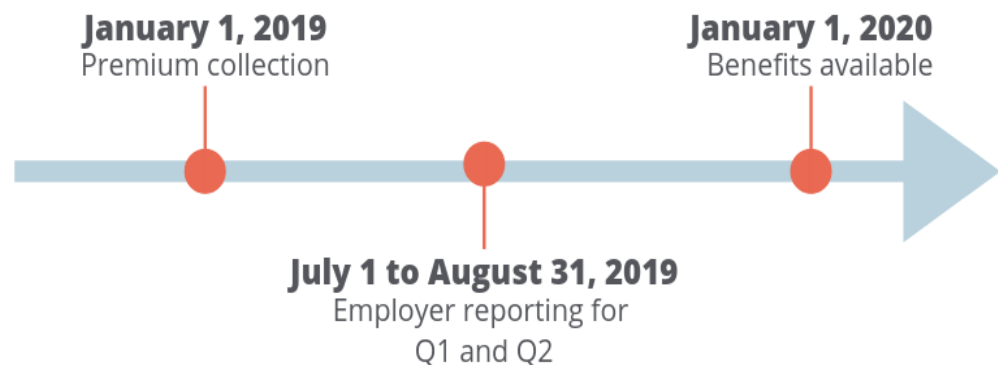 January 1, 2019
Premium collection
January 1, 2020
Benefits available
July 1 to August 31, 2019
Employer reporting for
Q1 and Q2